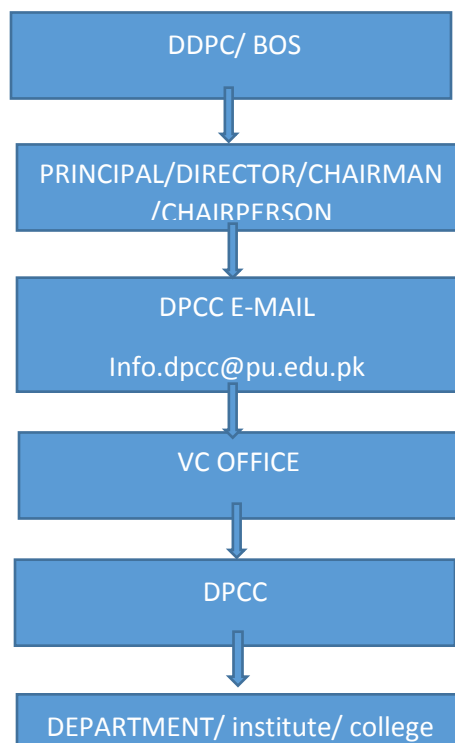 DDPC/ BOS
PRINCIPAL/DIRECTOR/CHAIRMAN
/CHAIRPERSON
DPCC E-MAIL
Info.dpcc@pu.edu.pk
VC OFFICE
DPCC
DEPARTMENT/ institute/ college